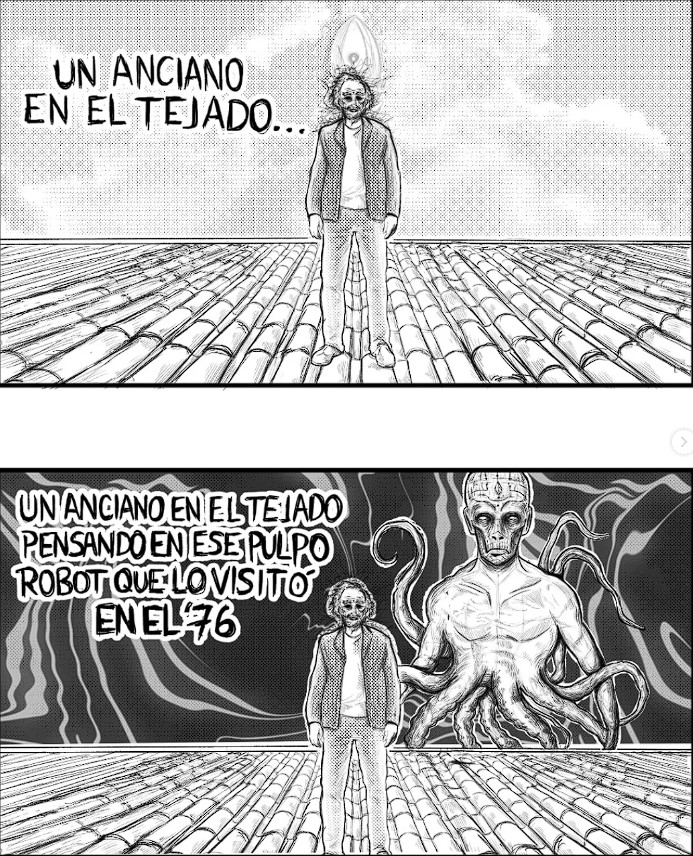 UN ANCIANO
EN EL TEJADO...
UN ANCIANO EN EL TEJADO
PENSANDO EN ESE PULPO
ROBOT QUE LO VISITÓ
EN EL '76